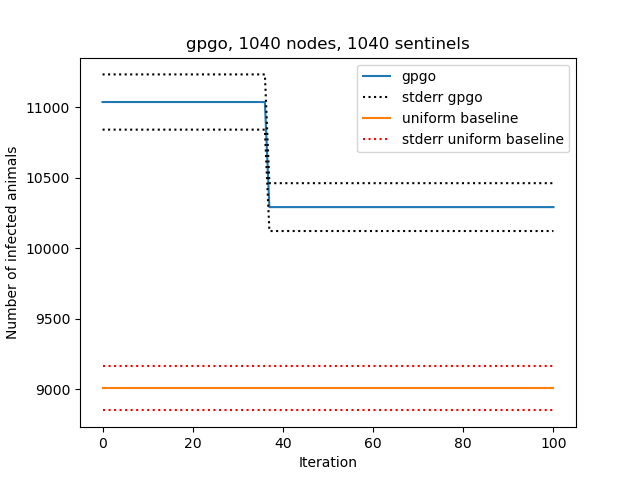 gpgo, 1040 nodes, 1040 sentinels
gpgo
stderr gpgo
uniform baseline
stderr uniform baseline
Number of infected animals
11000
10500
10000
9500
9000
0 20 40 60 80 100
Iteration